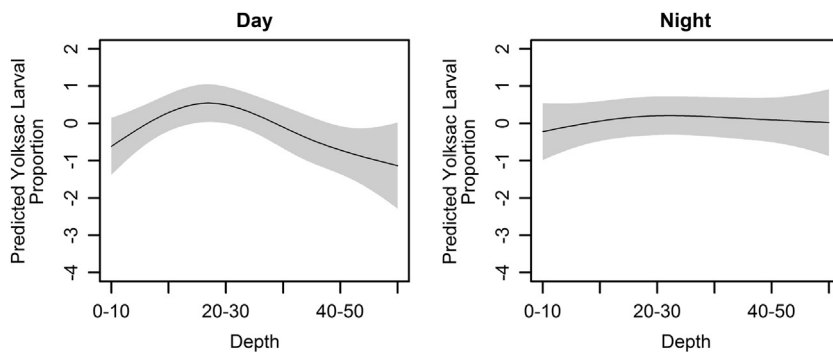 Day
Predicted Yolksac Larval
Proportion
2
1
0
-1
-2
-3
-4
0-10
20-30
40-50
Depth
Night
Predicted Yolksac Larval
Proportion
2
1
0
-1
-2
-3
-4
0-10
20-30
40-50
Depth